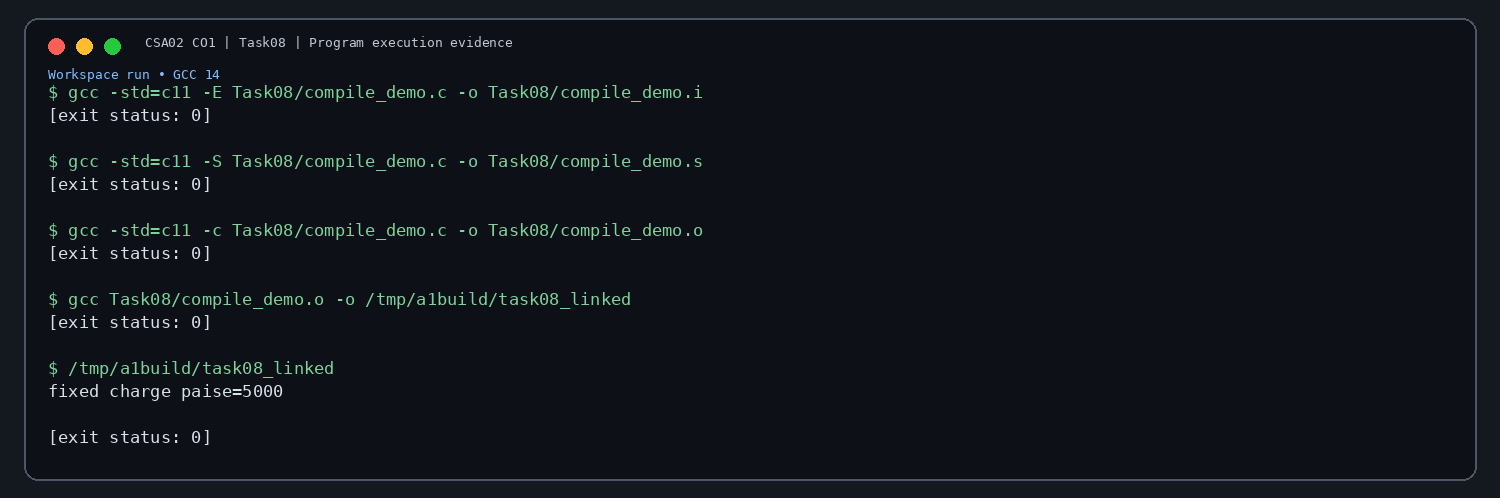 CSA02 CO1 | Task08 | Program execution evidence
Workspace run • GCC 14
$ gcc -std=c11 -E Task08/compile_demo.c -o Task08/compile_demo.i
[exit status: 0]
$ gcc -std=c11 -S Task08/compile_demo.c -o Task08/compile_demo.s
[exit status: 0]
$ gcc -std=c11 -c Task08/compile_demo.c -o Task08/compile_demo.o
[exit status: 0]
$ gcc Task08/compile_demo.o -o /tmp/a1build/task08_linked
[exit status: 0]
$ /tmp/a1build/task08_linked
fixed charge paise=5000
[exit status: 0]